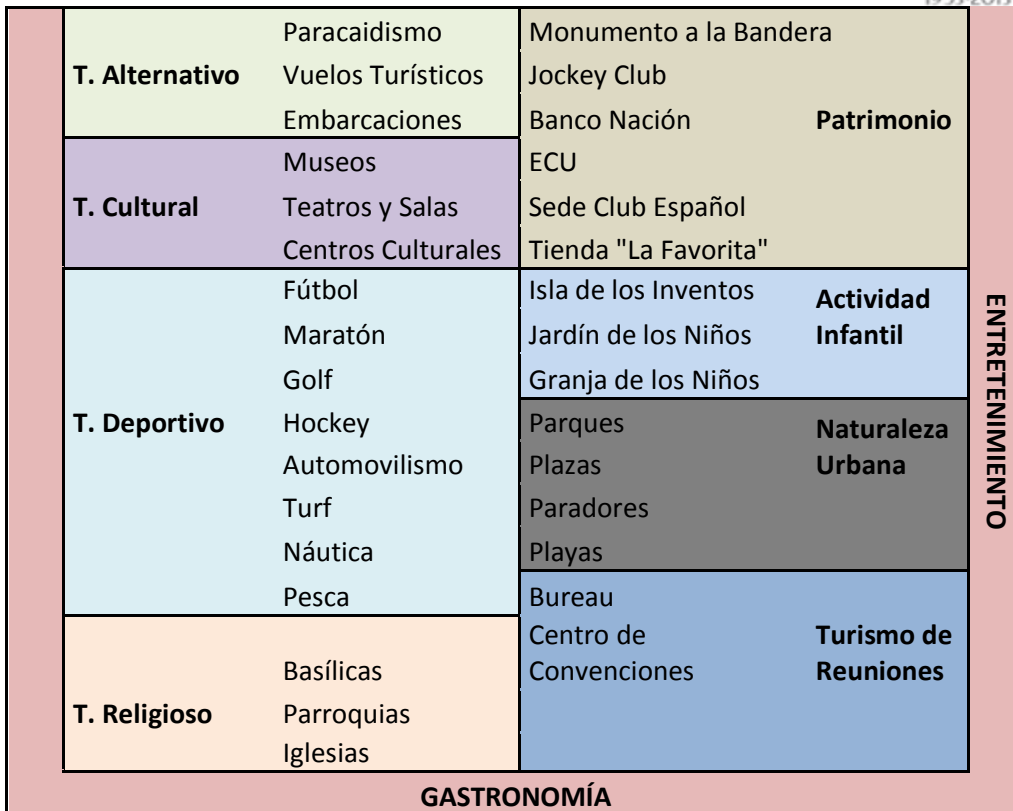 Paracaidismo Monumento a la Bandera
T. Alternativo Vuelos Turísticos Jockey Club
Embarcaciones Banco Nación Patrimonio
Museos ECU
T. Cultural Teatros y Salas Sede Club Español
Centros Culturales Tienda "La Favorita"
Fútbol Isla de los Inventos Actividad
Maratón Jardín de los Niños Infantil
Golf Granja de los Niños
T. Deportivo Hockey Parques Naturaleza
Automovilismo Plazas Urbana
Turf Paradores
Náutica Playas
Pesca Bureau
Centro de Turismo de
Basílicas Convenciones Reuniones
T. Religioso Parroquias
Iglesias
ENTRETENIMIENTO
GASTRONOMÍA